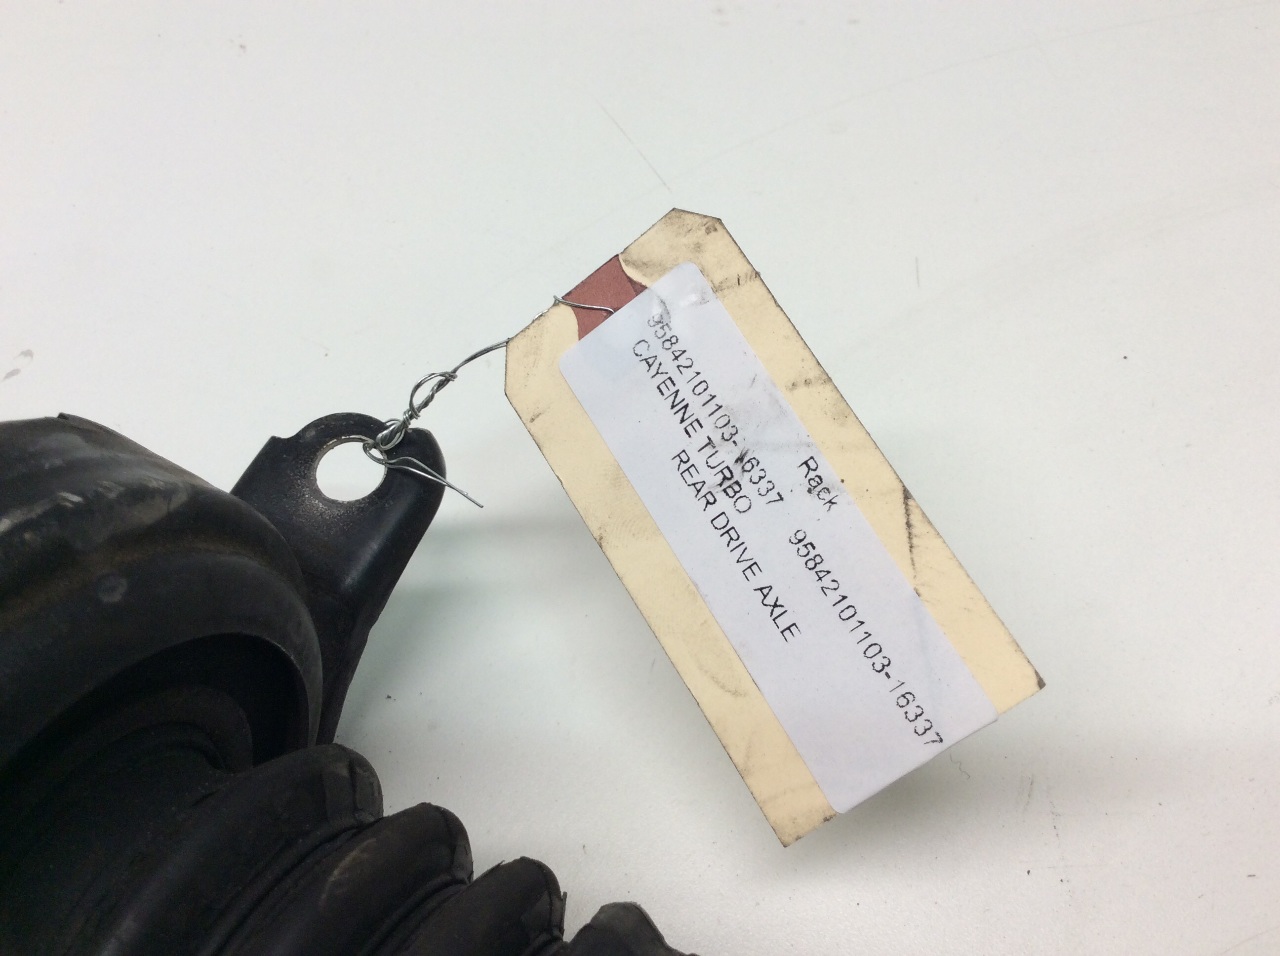 Rack
95842101103-16337 95842101103-16337
CAYENNE TURBO
REAR DRIVE AXLE